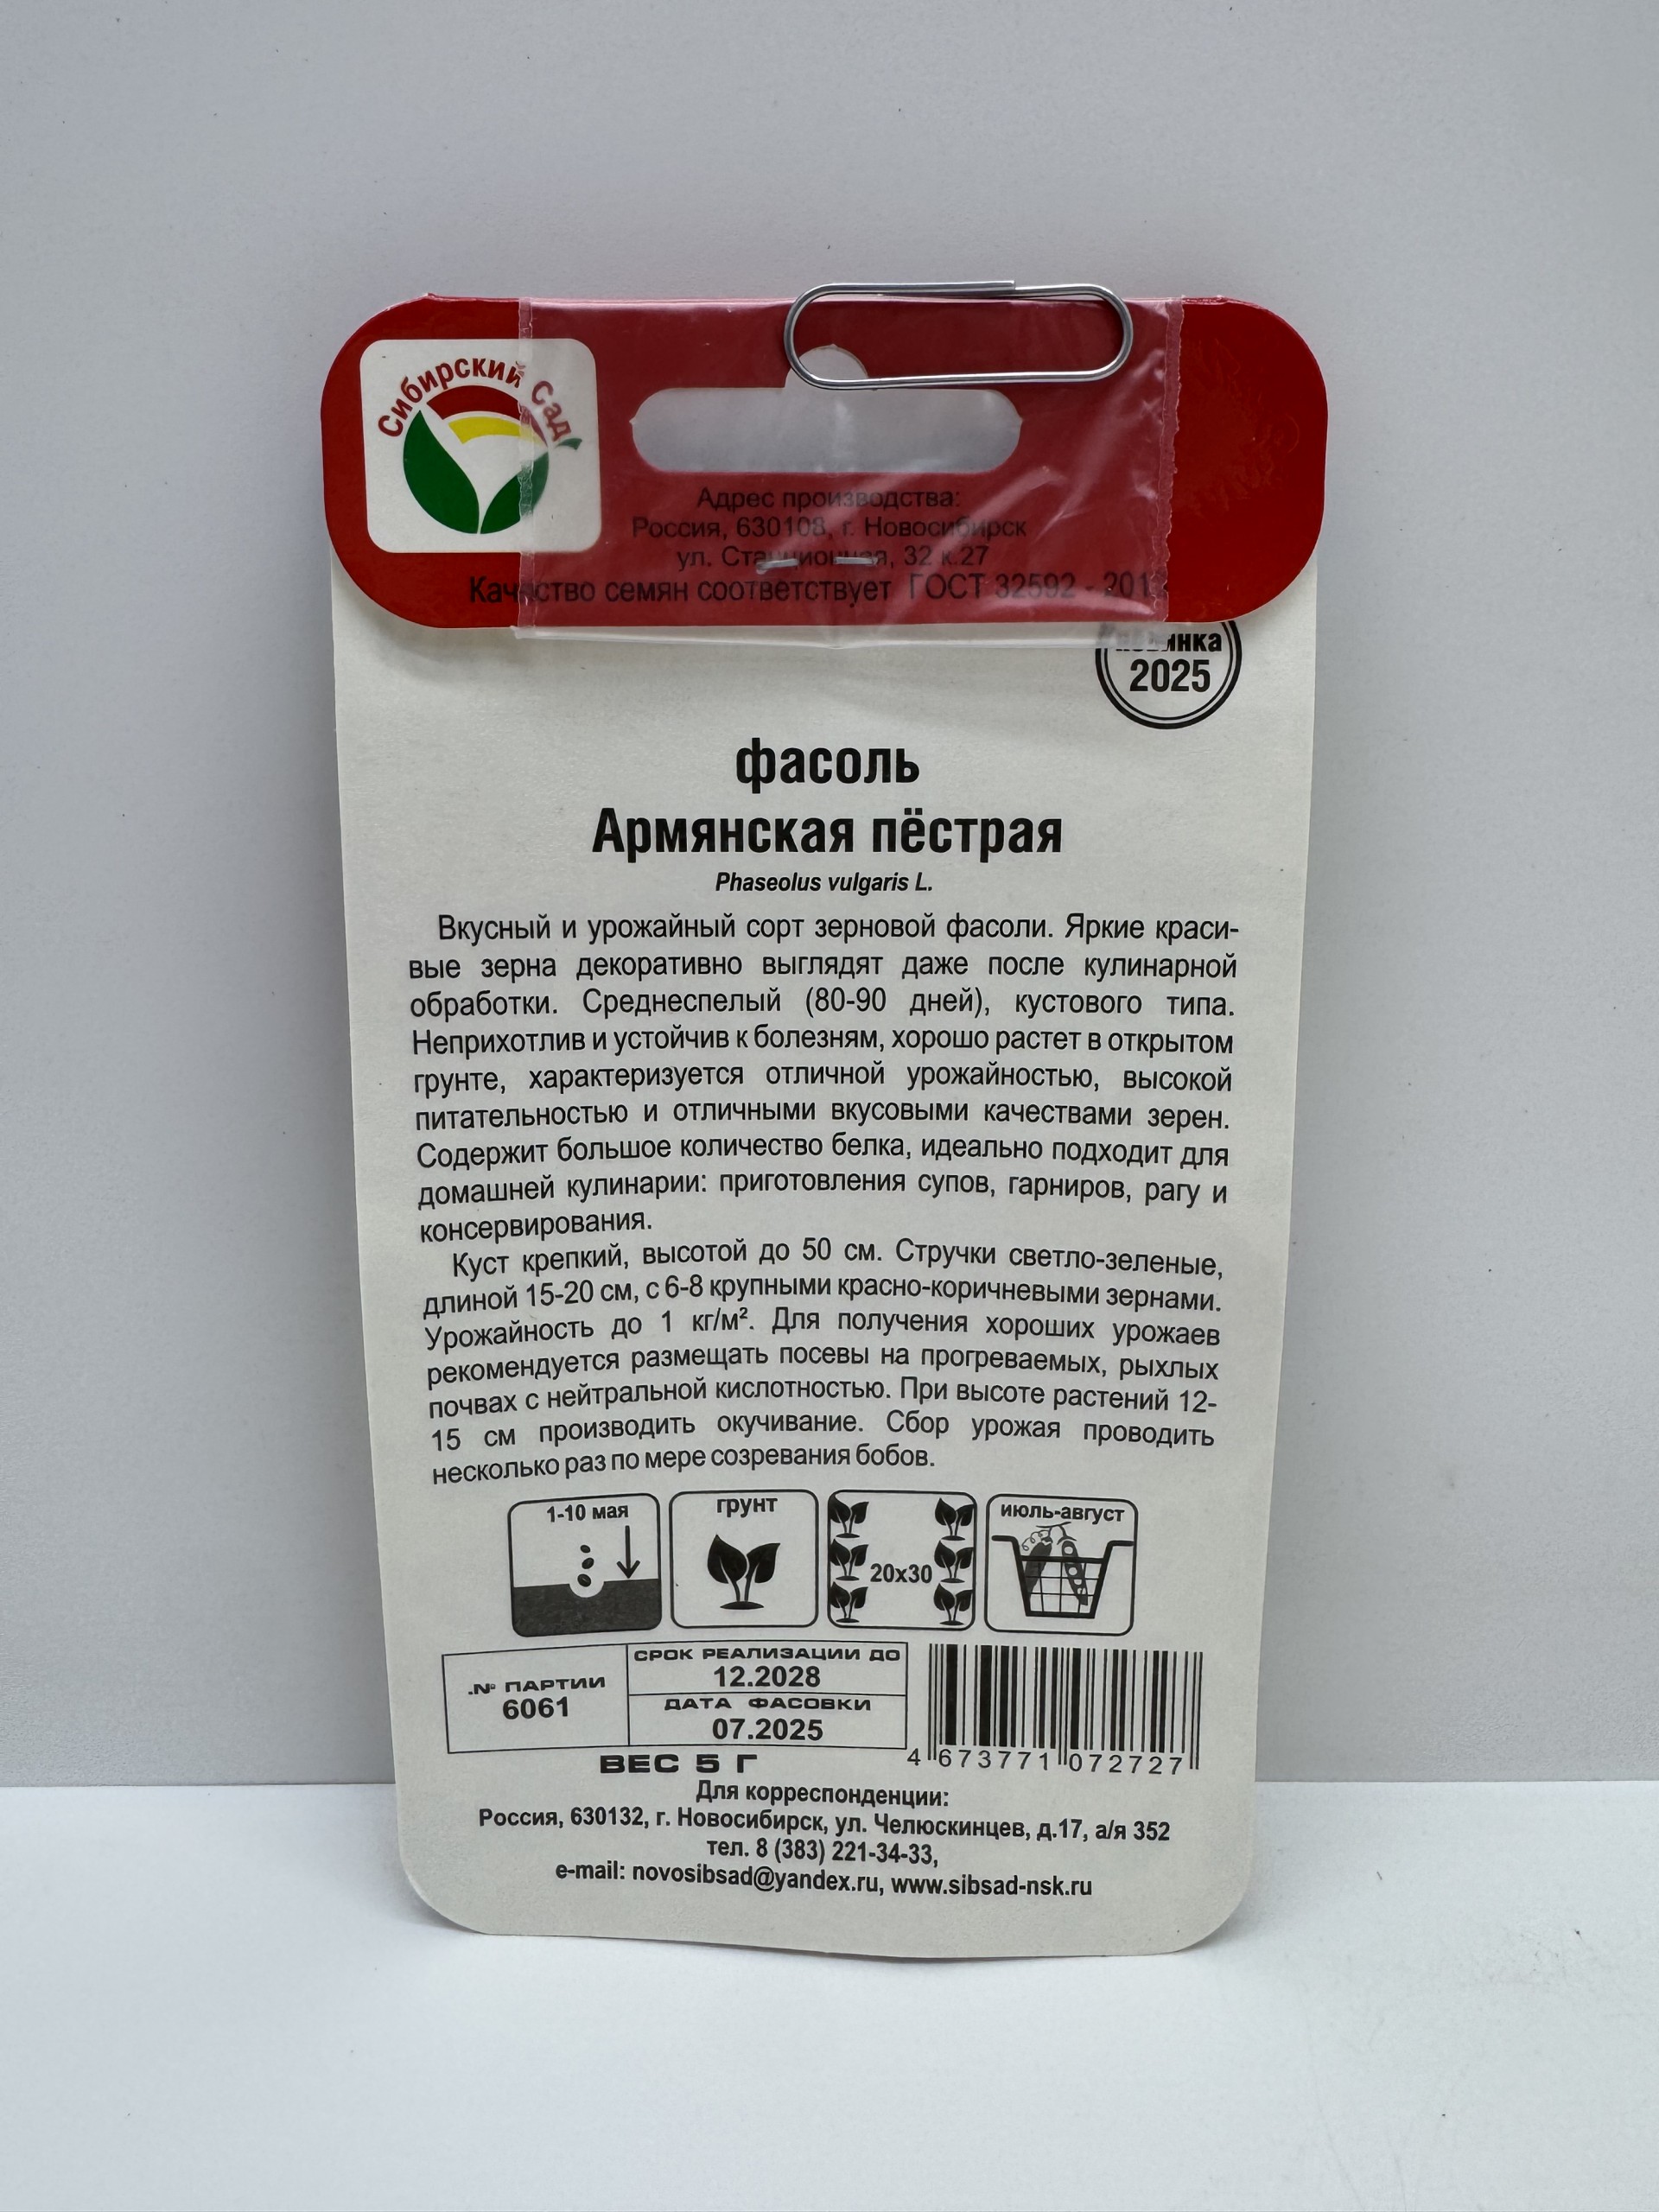 Сибирский Сад
Адрес производства:
Россия, 630108, г. Новосибирск
ул. Станционная, 32 к.27
Качество семян соответствует ГОСТ 32592 - 201
2025
фасоль
Армянская пёстрая
Phaseolus vulgaris L.
Вкусный и урожайный сорт зерновой фасоли. Яркие краси-
вые зерна декоративно выглядят даже после кулинарной
обработки. Среднеспелый (80-90 дней), кустового типа.
Неприхотлив и устойчив к болезням, хорошо растет в открытом
грунте, характеризуется отличной урожайностью, высокой
питательностью и отличными вкусовыми качествами зерен.
Содержит большое количество белка, идеально подходит для
домашней кулинарии: приготовления супов, гарниров, рагу и
консервирования.
Куст крепкий, высотой до 50 см. Стручки светло-зеленые,
длиной 15-20 см, с 6-8 крупными красно-коричневыми зернами.
Урожайность до 1 кг/м². Для получения хороших урожаев
рекомендуется размещать посевы на прогреваемых, рыхлых
почвах с нейтральной кислотностью. При высоте растений 12-
15 см производить окучивание. Сбор урожая проводить
несколько раз по мере созревания бобов.
1-10 мая
грунт
20х30
июль-август
№ ПАРТИИ
6061
СРОК РЕАЛИЗАЦИИ ДО
12.2028
ДАТА ФАСОВКИ
07.2025
ВЕС 5 Г
4 673771 072727
Для корреспонденции:
Россия, 630132, г. Новосибирск, ул. Челюскинцев, д.17, а/я 352
тел. 8 (383) 221-34-33,
e-mail: novosibsad@yandex.ru, www.sibsad-nsk.ru